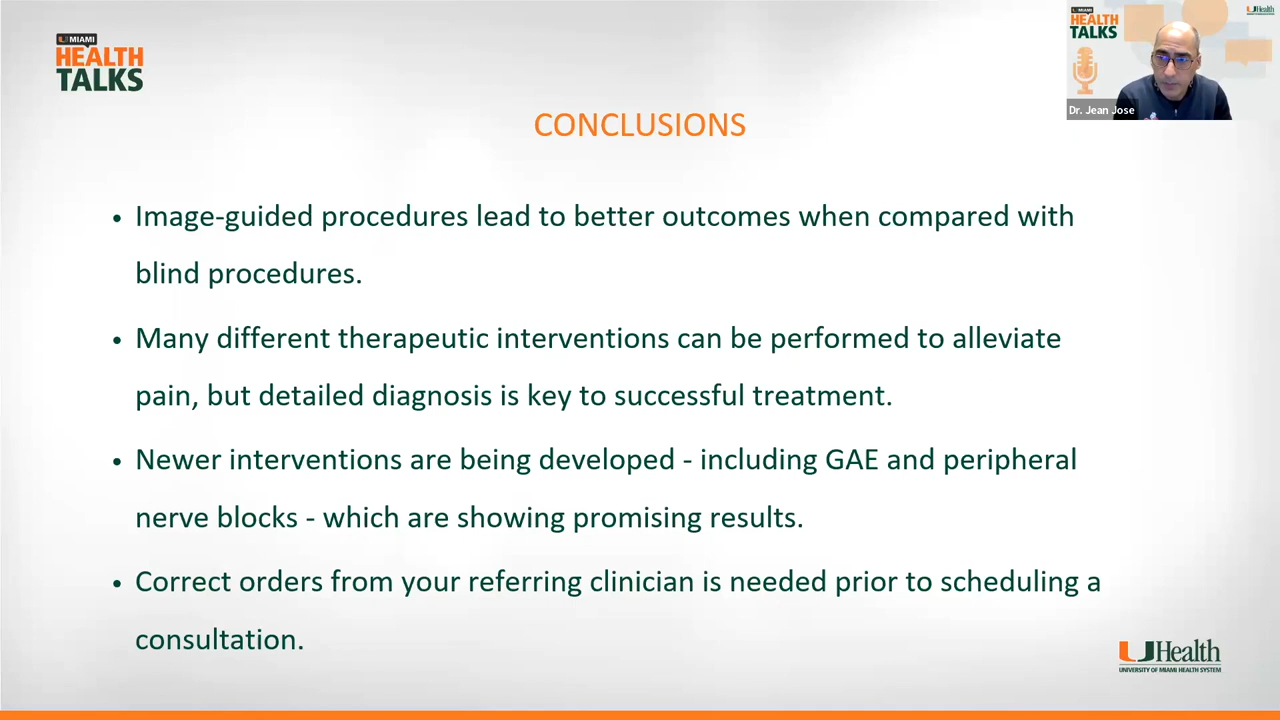 U MIAMI
HEALTH
TALKS
U MIAMI
HEALTH
TALKS
UHealth
Dr. Jean Jose
CONCLUSIONS
• Image-guided procedures lead to better outcomes when compared with
blind procedures.
• Many different therapeutic interventions can be performed to alleviate
pain, but detailed diagnosis is key to successful treatment.
• Newer interventions are being developed - including GAE and peripheral
nerve blocks - which are showing promising results.
• Correct orders from your referring clinician is needed prior to scheduling a
consultation.
UHealth
UNIVERSITY OF MIAMI HEALTH SYSTEM